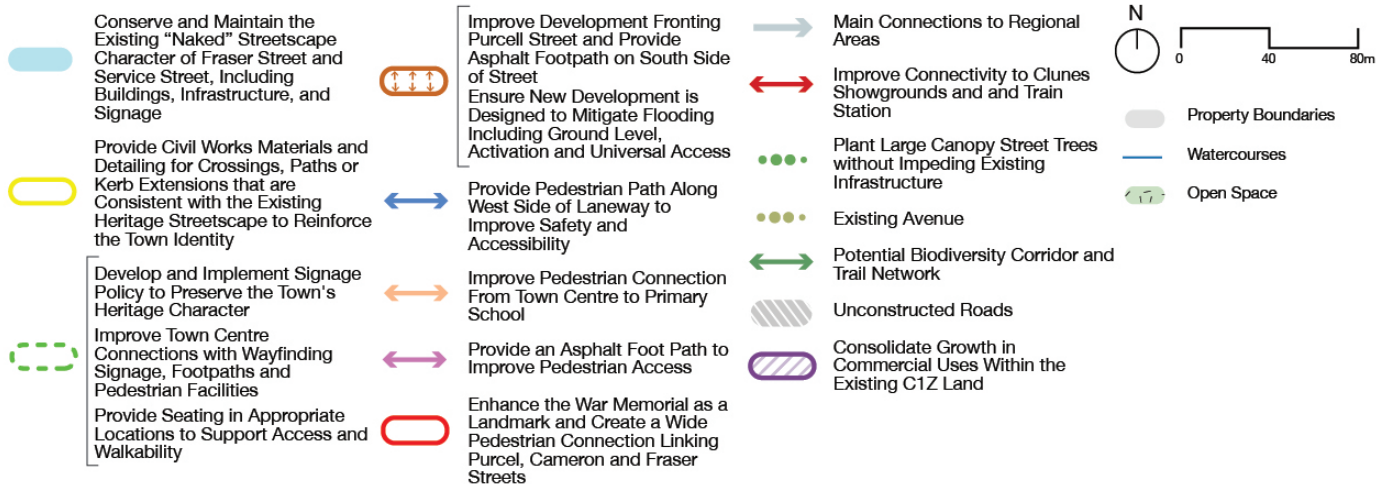 Conserve and Maintain the
Existing “Naked” Streetscape
Character of Fraser Street and
Service Street, Including
Buildings, Infrastructure, and
Signage
Provide Civil Works Materials and
Detailing for Crossings, Paths or
Kerb Extensions that are
Consistent with the Existing
Heritage Streetscape to Reinforce
the Town Identity
Develop and Implement Signage
Policy to Preserve the Town's
Heritage Character
Improve Town Centre
Connections with Wayfinding
Signage, Footpaths and
Pedestrian Facilities
Provide Seating in Appropriate
Locations to Support Access and
Walkability
Improve Development Fronting
Purcell Street and Provide
Asphalt Footpath on South Side
of Street
Ensure New Development is
Designed to Mitigate Flooding
Including Ground Level,
Activation and Universal Access
Provide Pedestrian Path Along
West Side of Laneway to
Improve Safety and
Accessibility
Improve Pedestrian Connection
From Town Centre to Primary
School
Provide an Asphalt Foot Path to
Improve Pedestrian Access
Enhance the War Memorial as a
Landmark and Create a Wide
Pedestrian Connection Linking
Purcel, Cameron and Fraser
Streets
Main Connections to Regional
Areas
Improve Connectivity to Clunes
Showgrounds and and Train
Station
Plant Large Canopy Street Trees
without Impeding Existing
Infrastructure
Existing Avenue
Potential Biodiversity Corridor and
Trail Network
Unconstructed Roads
Consolidate Growth in
Commercial Uses Within the
Existing C1Z Land
N
0 40 80m
Property Boundaries
Watercourses
Open Space